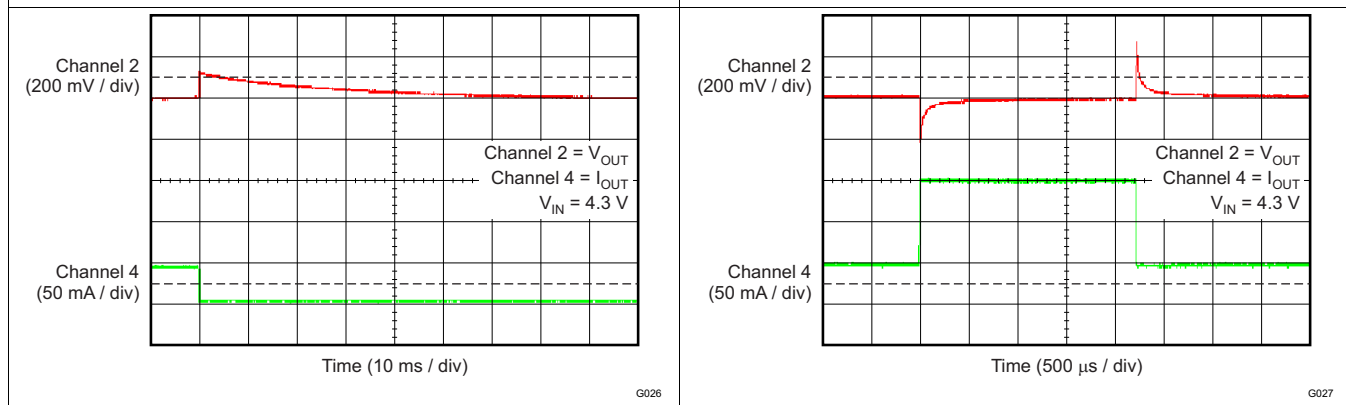 Channel 2
(200 mV / div)
Channel 2 = VOUT
Channel 4 = IOUT
VIN = 4.3 V
Channel 4
(50 mA / div)
Time (10 ms / div)
G026
Channel 2
(200 mV / div)
Channel 2 = VOUT
Channel 4 = IOUT
VIN = 4.3 V
Channel 4
(50 mA / div)
Time (500 μs / div)
G027